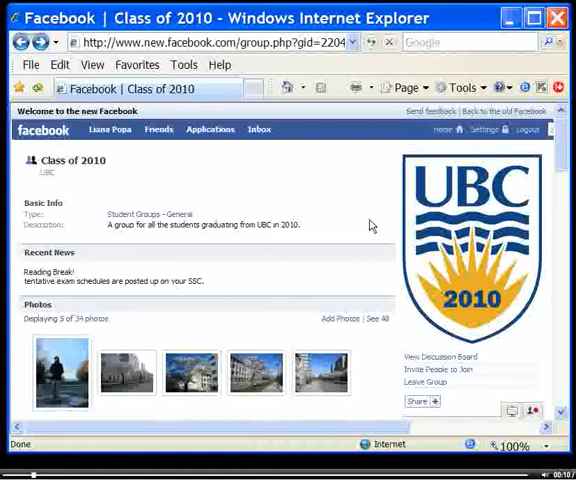 Facebook | Class of 2010 - Windows Internet Explorer
http://www.new.facebook.com/group.php?gid=2204
Google
File Edit View Favorites Tools Help
Facebook | Class of 2010
Page Tools
Welcome to the new Facebook
Send feedback | Back to the old Facebook
facebook Liana Popa Friends Applications Inbox
home Settings logout
Class of 2010
UBC
UBC
2010
Basic Info
Type: Student Groups - General
Description: A group for all the students graduating from UBC in 2010.
Recent News
Reading Break!
tentative exam schedules are posted up on your SSC.
Photos
Displaying 5 of 34 photos
Add Photos | See All
View Discussion Board
Invite People to Join
Leave Group
Share +
Done
Internet
100%
00:10